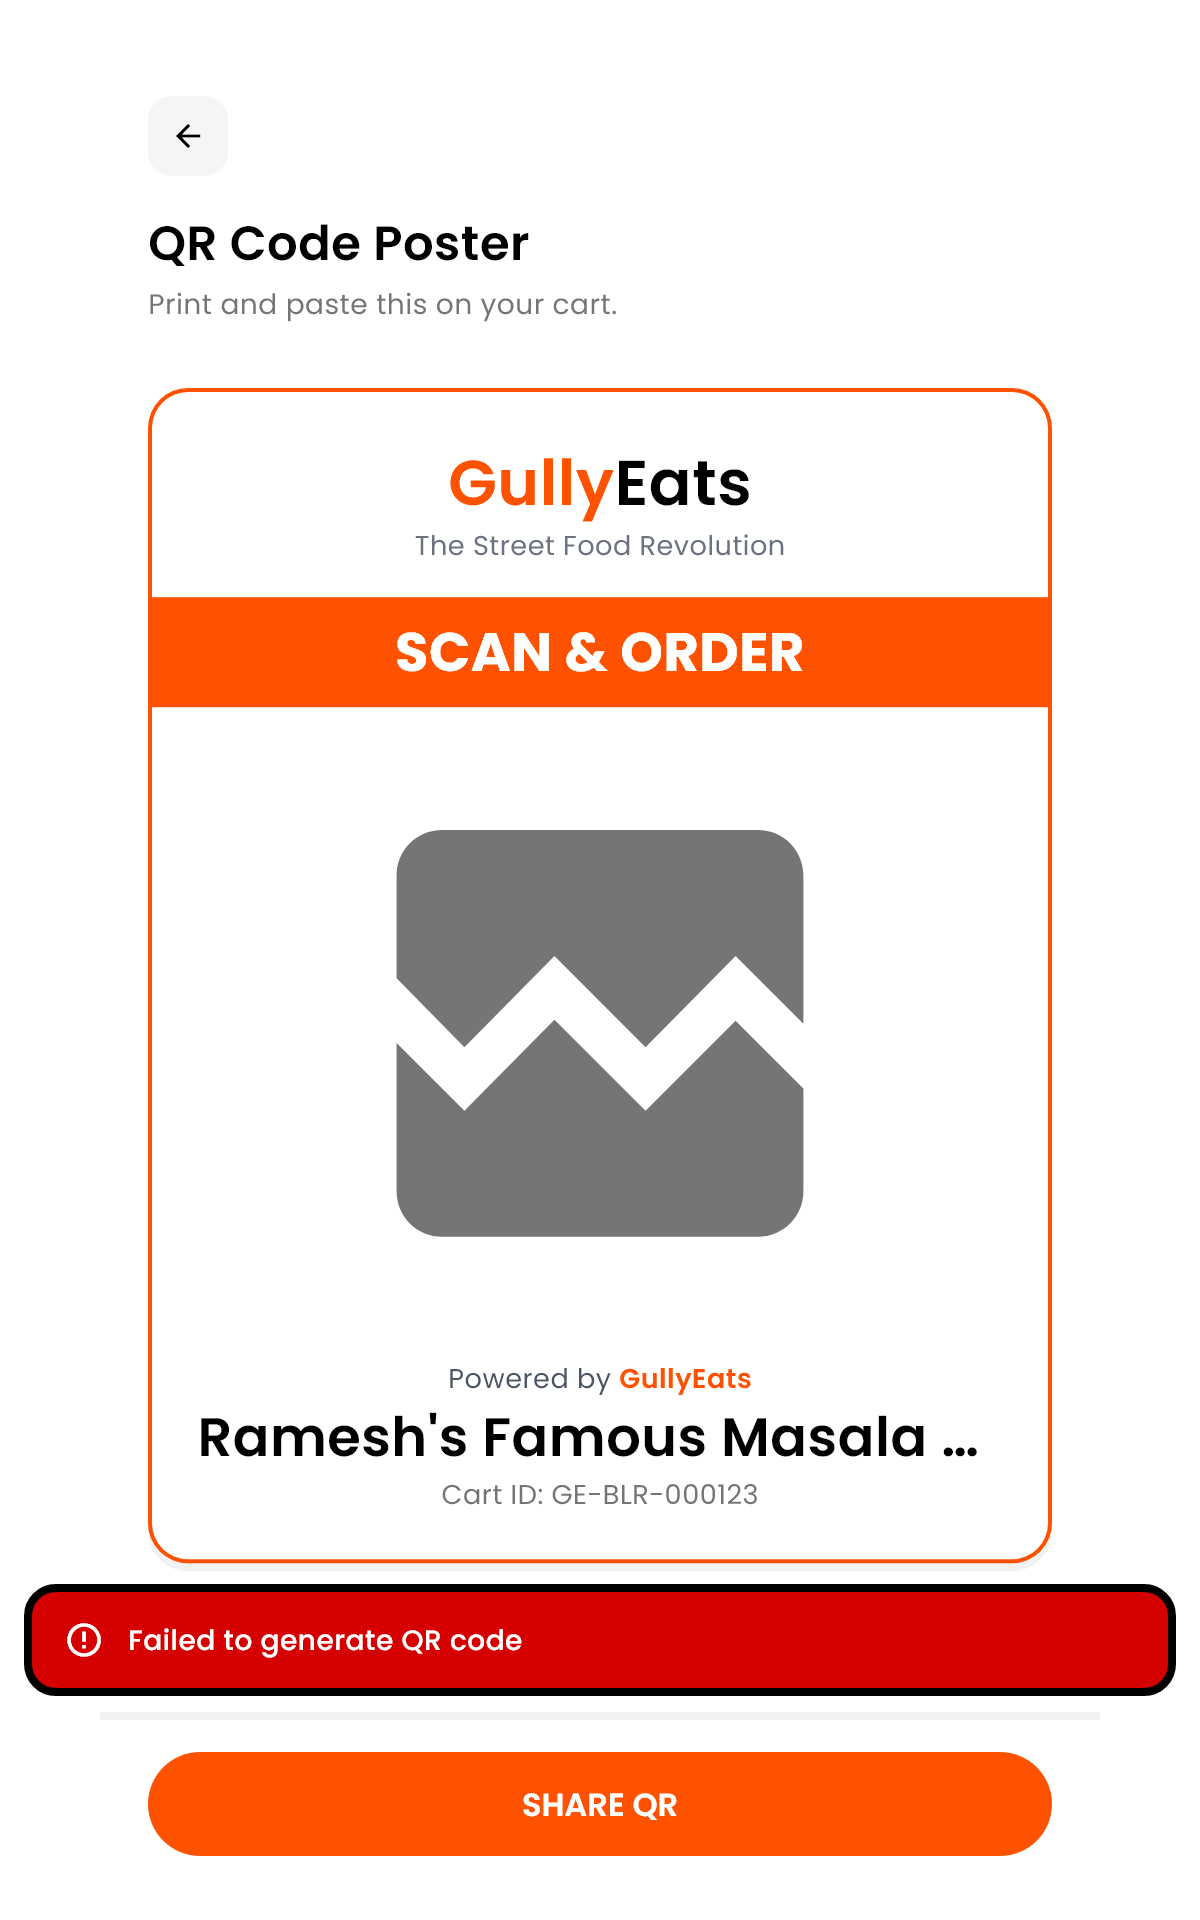 QR Code Poster
Print and paste this on your cart.
GullyEats
The Street Food Revolution
SCAN & ORDER
Powered by GullyEats
Ramesh's Famous Masala ...
Cart ID: GE-BLR-000123
Failed to generate QR code
SHARE QR